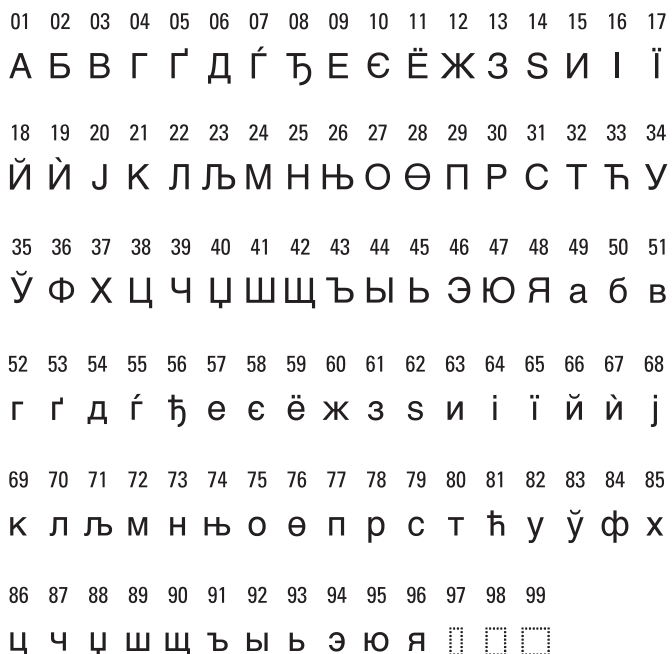 01 02 03 04 05 06 07 08 09 10 11 12 13 14 15 16 17
А Б В Г Ґ Д Ѓ Ђ Е Є Ё Ж З Ѕ И І Ї
18 19 20 21 22 23 24 25 26 27 28 29 30 31 32 33 34
Й Ѝ Ј К Л Љ М Н Њ О Ө П Р С Т Ћ У
35 36 37 38 39 40 41 42 43 44 45 46 47 48 49 50 51
Ў Ф Х Ц Ч Џ Ш Щ Ъ Ы Ь Э Ю Я а б в
52 53 54 55 56 57 58 59 60 61 62 63 64 65 66 67 68
г ґ д ѓ ђ е є ё ж з ѕ и і ї й ѝ ј
69 70 71 72 73 74 75 76 77 78 79 80 81 82 83 84 85
к л љ м н њ о ө п р с т ћ у ў ф х
86 87 88 89 90 91 92 93 94 95 96 97 98 99
ц ч џ ш щ ъ ы ь э ю я